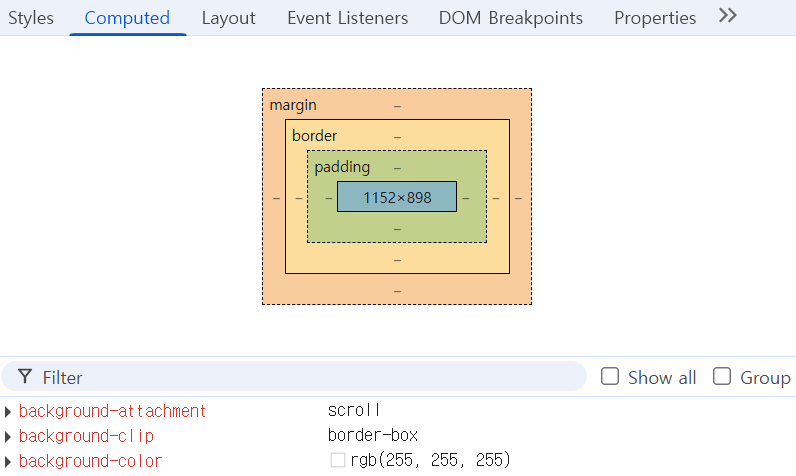 Styles Computed Layout Event Listeners DOM Breakpoints Properties
margin –
border –
padding –
– – – 1152×898 – – –
–
–
–
Filter Show all Group
background-attachment scroll
background-clip border-box
background-color rgb(255, 255, 255)